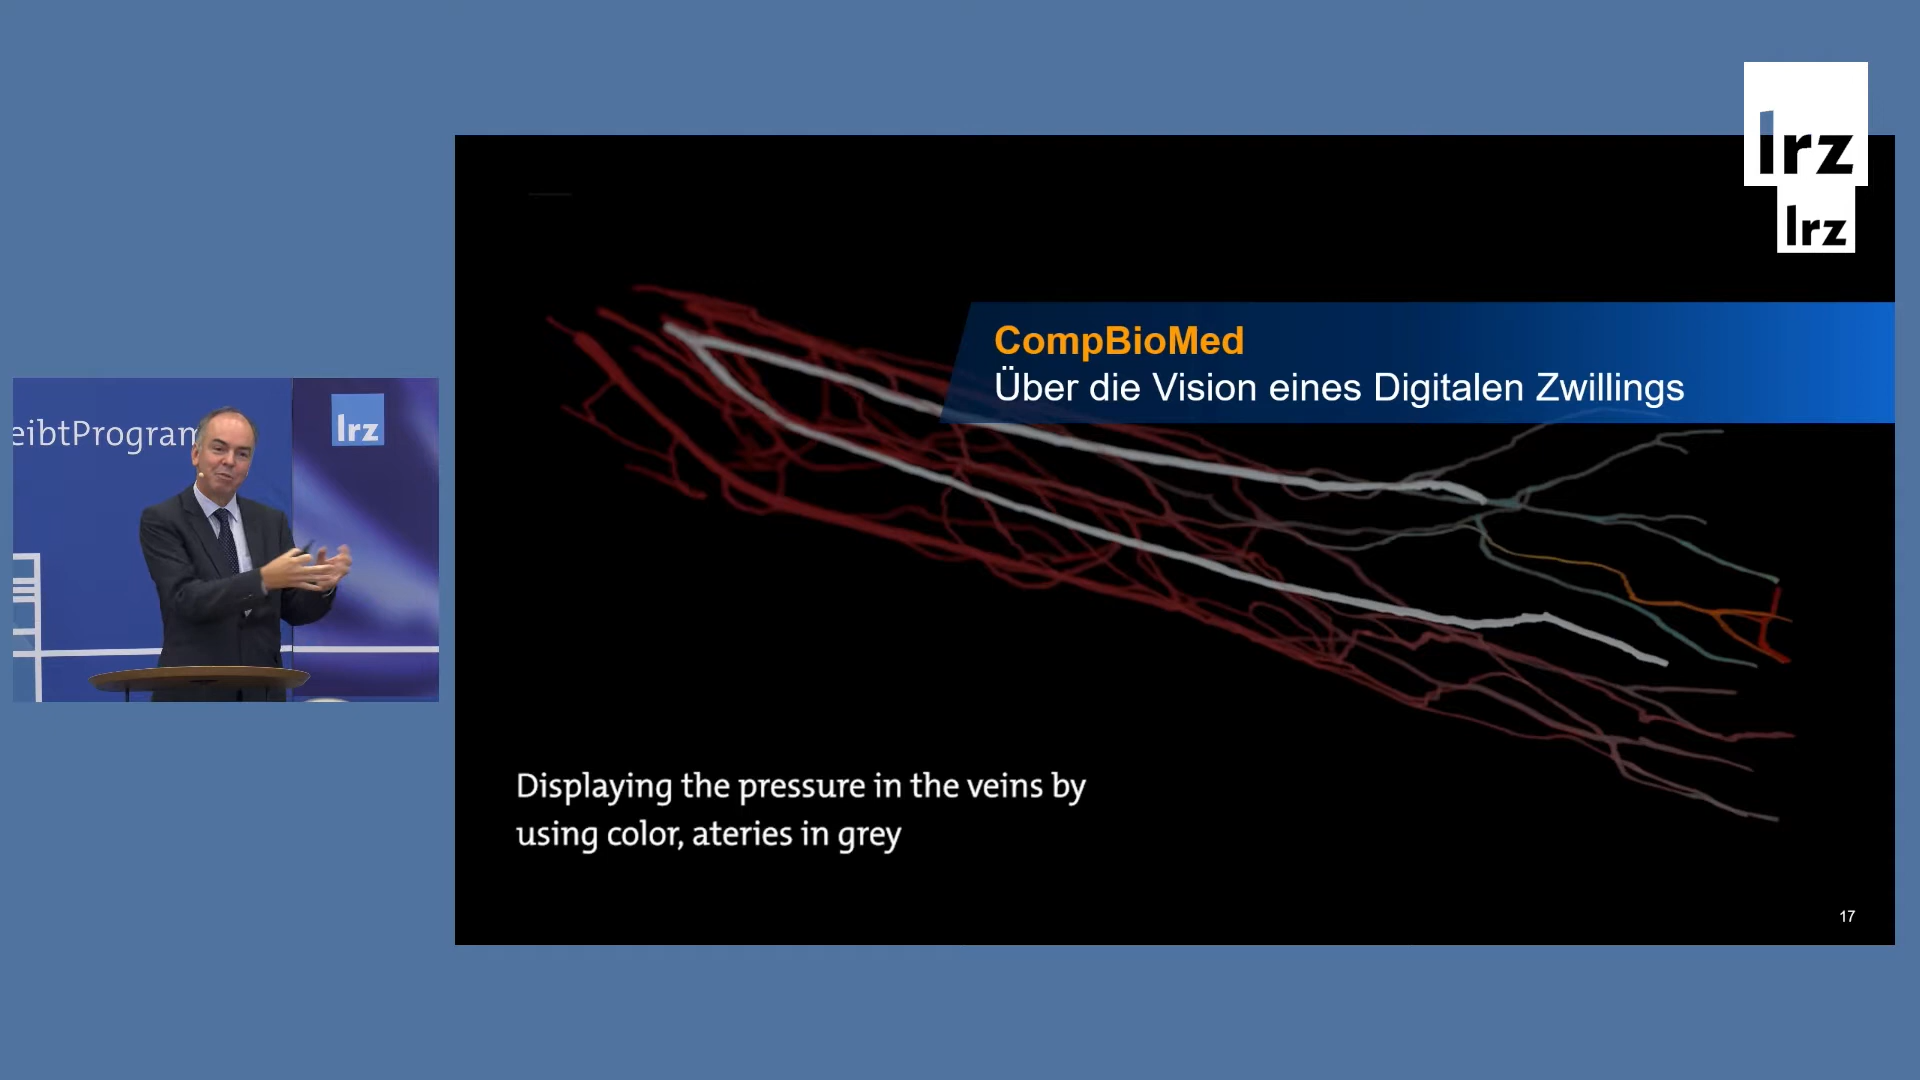 lrz
lrz
CompBioMed
Über die Vision eines Digitalen Zwillings
eibtProgram
lrz
Displaying the pressure in the veins by
using color, ateries in grey
17